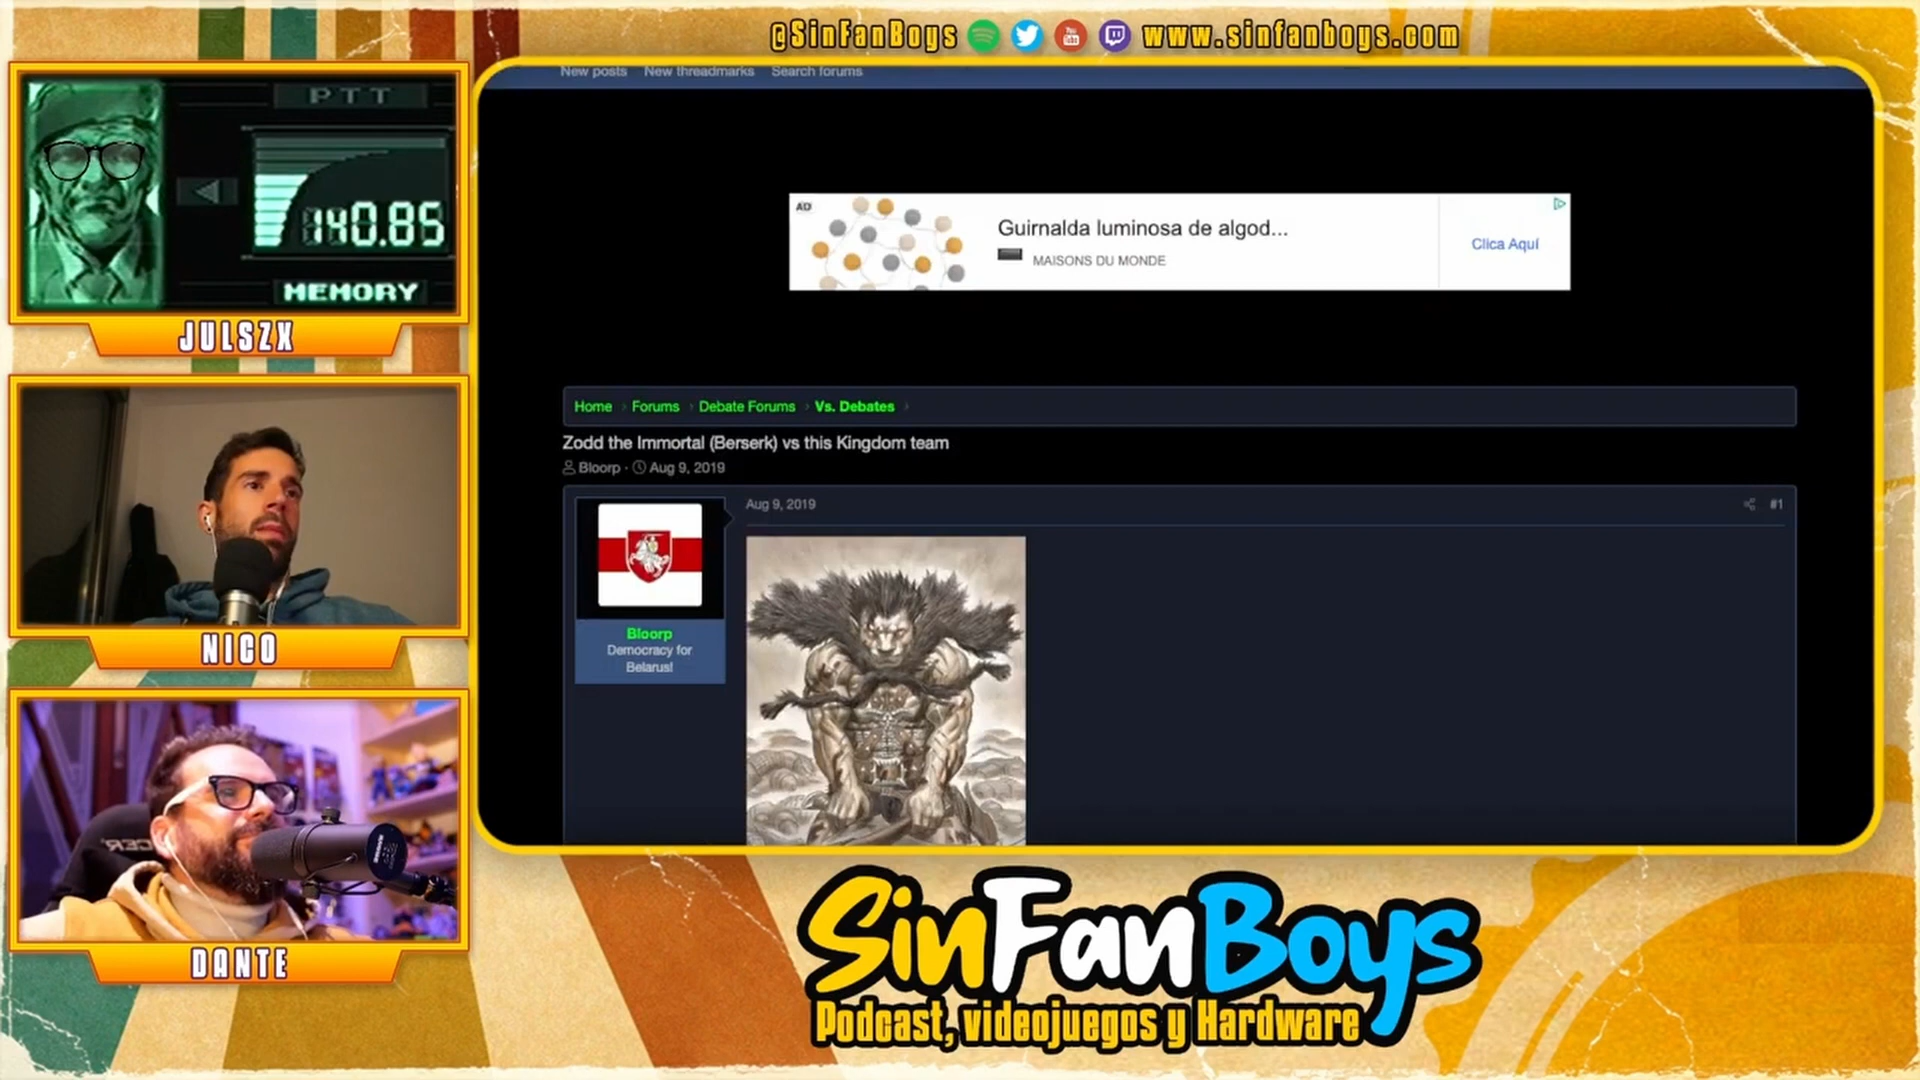 @SinFanBoys www.sinfanboys.com
New posts New threadmarks Search forums
PTT
140.85
MEMORY
JULSZX
AD
Guirnalda luminosa de algod...
MAISONS DU MONDE
Clica Aquí
Home Forums Debate Forums Vs. Debates
Zodd the Immortal (Berserk) vs this Kingdom team
Bloorp · Aug 9, 2019
Aug 9, 2019 #1
Bloorp
Democracy for
Belarus!
NICO
DANTE
SinFanBoys
Podcast, videojuegos y Hardware